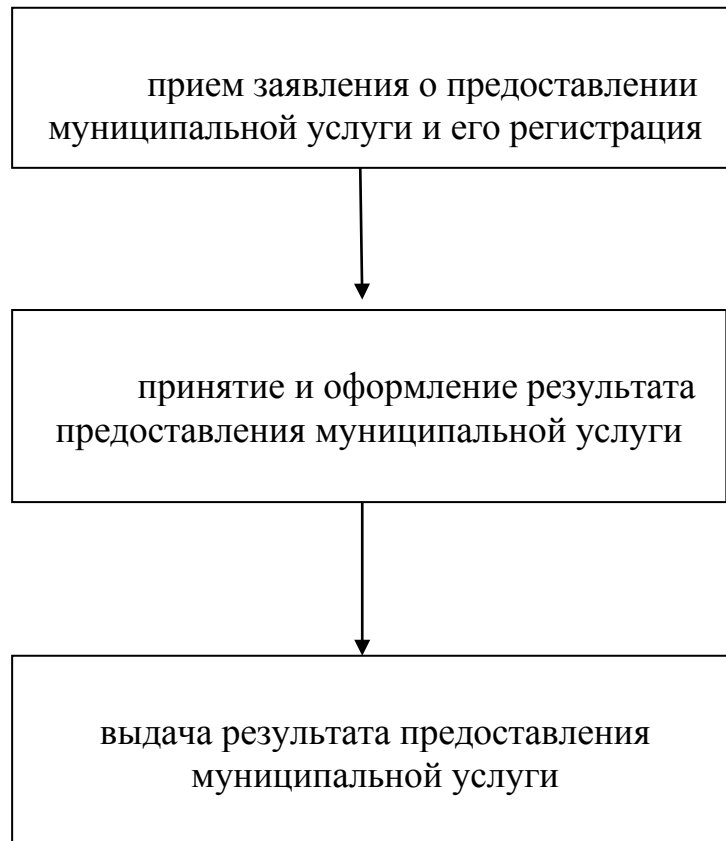 прием заявления о предоставлении
муниципальной услуги и его регистрация
принятие и оформление результата
предоставления муниципальной услуги
выдача результата предоставления
муниципальной услуги